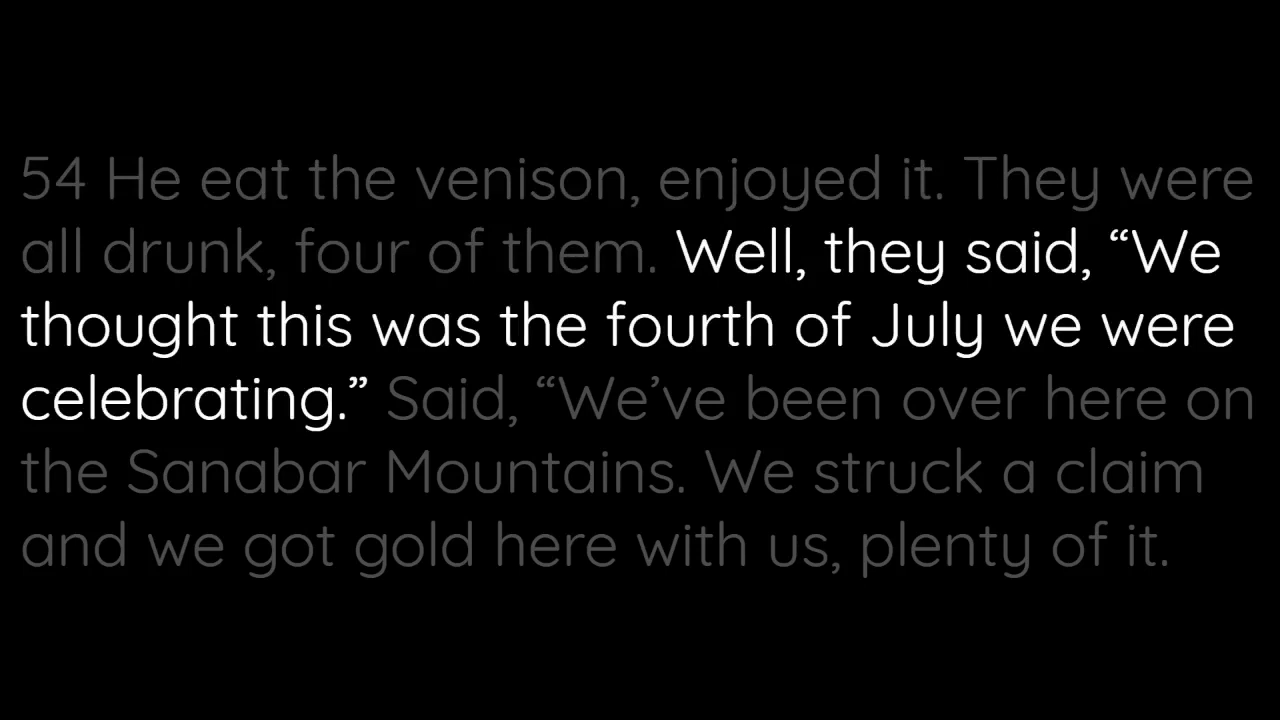 54 He eat the venison, enjoyed it. They were
all drunk, four of them. Well, they said, “We
thought this was the fourth of July we were
celebrating.” Said, “We’ve been over here on
the Sanabar Mountains. We struck a claim
and we got gold here with us, plenty of it.